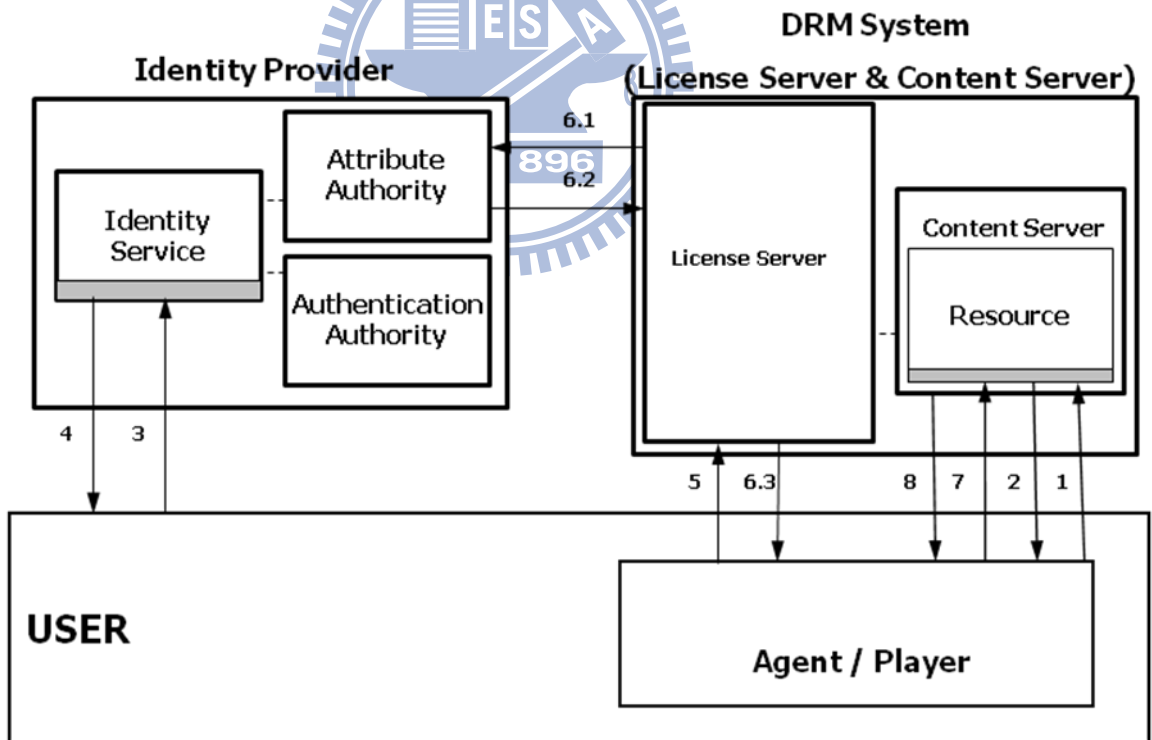 DRM System
(License Server & Content Server)
Identity Provider
ES A
896
6.1
6.2
Attribute
Authority
Identity
Service
Authentication
Authority
License Server
Content Server
Resource
4
3
5
6.3
8
7
2
1
USER
Agent / Player